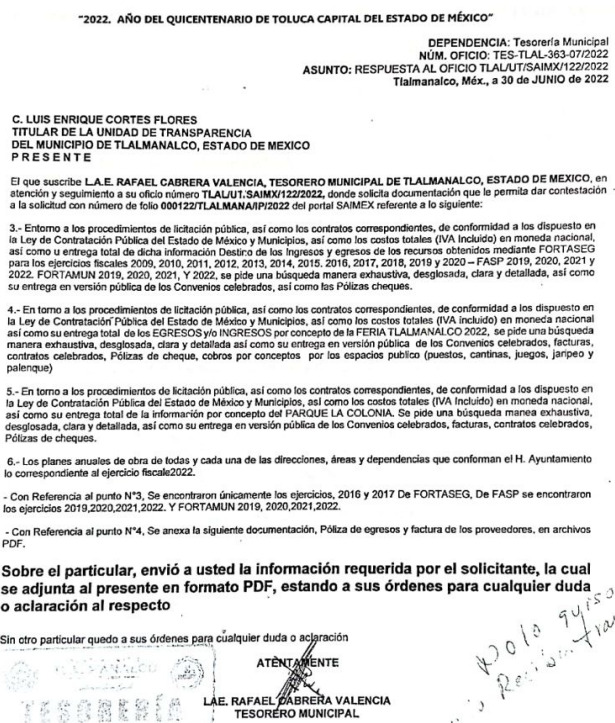 "2022. AÑO DEL QUICENTENARIO DE TOLUCA CAPITAL DEL ESTADO DE MÉXICO"
DEPENDENCIA: Tesorería Municipal
NÚM. OFICIO: TES-TLAL-363-07/2022
ASUNTO: RESPUESTA AL OFICIO TLAL/UT/SAIMX/122/2022
Tlalmanalco, Méx., a 30 de JUNIO de 2022
C. LUIS ENRIQUE CORTES FLORES
TITULAR DE LA UNIDAD DE TRANSPARENCIA
DEL MUNICIPIO DE TLALMANALCO, ESTADO DE MEXICO
P R E S E N T E
El que suscribe L.A.E. RAFAEL CABRERA VALENCIA, TESORERO MUNICIPAL DE TLALMANALCO, ESTADO DE MEXICO, en
atención y seguimiento a su oficio número TLAL/UT.SAIMX/122/2022, donde solicita documentación que le permita dar contestación
a la solicitud con número de folio 000122/TLALMANA/IP/2022 del portal SAIMEX referente a lo siguiente:
3.- Entorno a los procedimientos de licitación pública, así como los contratos correspondientes, de conformidad a los dispuesto en
la Ley de Contratación Pública del Estado de México y Municipios, así como los costos totales (IVA Incluido) en moneda nacional,
así como u entrega total de dicha información Destino de los Ingresos y egresos de los recursos obtenidos mediante FORTASEG
para los ejercicios fiscales 2009, 2010, 2011, 2012, 2013, 2014, 2015. 2016, 2017, 2018, 2019 y 2020 – FASP 2019, 2020, 2021 y
2022. FORTAMUN 2019, 2020, 2021, Y 2022, se pide una búsqueda manera exhaustiva, desglosada, clara y detallada, así como
su entrega en versión pública de los Convenios celebrados, así como las Pólizas cheques.
4.- En torno a los procedimientos de licitación pública, así como los contratos correspondientes, de conformidad a los dispuesto en
la Ley de Contratación Pública del Estado de México y Municipios, así como los costos totales (IVA incluido) en moneda nacional
así como su entrega total de los EGRESOS y/o INGRESOS por concepto de la FERIA TLALMANALCO 2022, se pide una búsqueda
manera exhaustiva, desglosada, clara y detallada así como su entrega en versión pública de los Convenios celebrados, facturas,
contratos celebrados, Pólizas de cheque, cobros por conceptos por los espacios publico (puestos, cantinas, juegos, jaripeo y
palenque)
5.- En torno a los procedimientos de licitación pública, así como los contratos correspondientes, de conformidad a los dispuesto en
la Ley de Contratación Pública del Estado de México y Municipios, así como los costos totales (IVA Incluido) en moneda nacional,
así como su entrega total de la información por concepto del PARQUE LA COLONIA. Se pide una búsqueda manea exhaustiva,
desglosada, clara y detallada, así como su entrega en versión pública de los Convenios celebrados, facturas, contratos celebrados,
Pólizas de cheques.
6.- Los planes anuales de obra de todas y cada una de las direcciones, áreas y dependencias que conforman el H. Ayuntamiento
lo correspondiente al ejercicio fiscale2022.
- Con Referencia al punto N°3, Se encontraron únicamente los ejercicios, 2016 y 2017 De FORTASEG, De FASP se encontraron
los ejercicios 2019,2020,2021,2022. Y FORTAMUN 2019, 2020,2021,2022.
- Con Referencia al punto N°4, Se anexa la siguiente documentación, Póliza de egresos y factura de los proveedores, en archivos
PDF.
Sobre el particular, envió a usted la información requerida por el solicitante, la cual
se adjunta al presente en formato PDF, estando a sus órdenes para cualquier duda
o aclaración al respecto
Sin otro particular quedo a sus órdenes para cualquier duda o aclaración
ATENTAMENTE
LAE. RAFAEL CABRERA VALENCIA
TESORERO MUNICIPAL
TESORERÍA